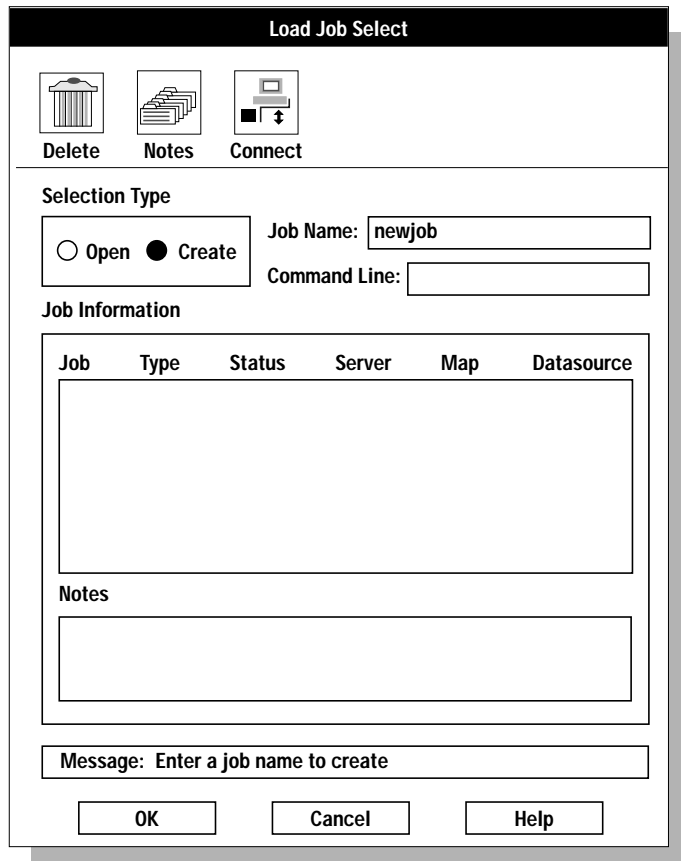 Load Job Select
Delete Notes Connect
Selection Type
Open Create
Job Name: newjob
Command Line:
Job Information
Job Type Status Server Map Datasource
Notes
Message: Enter a job name to create
OK Cancel Help